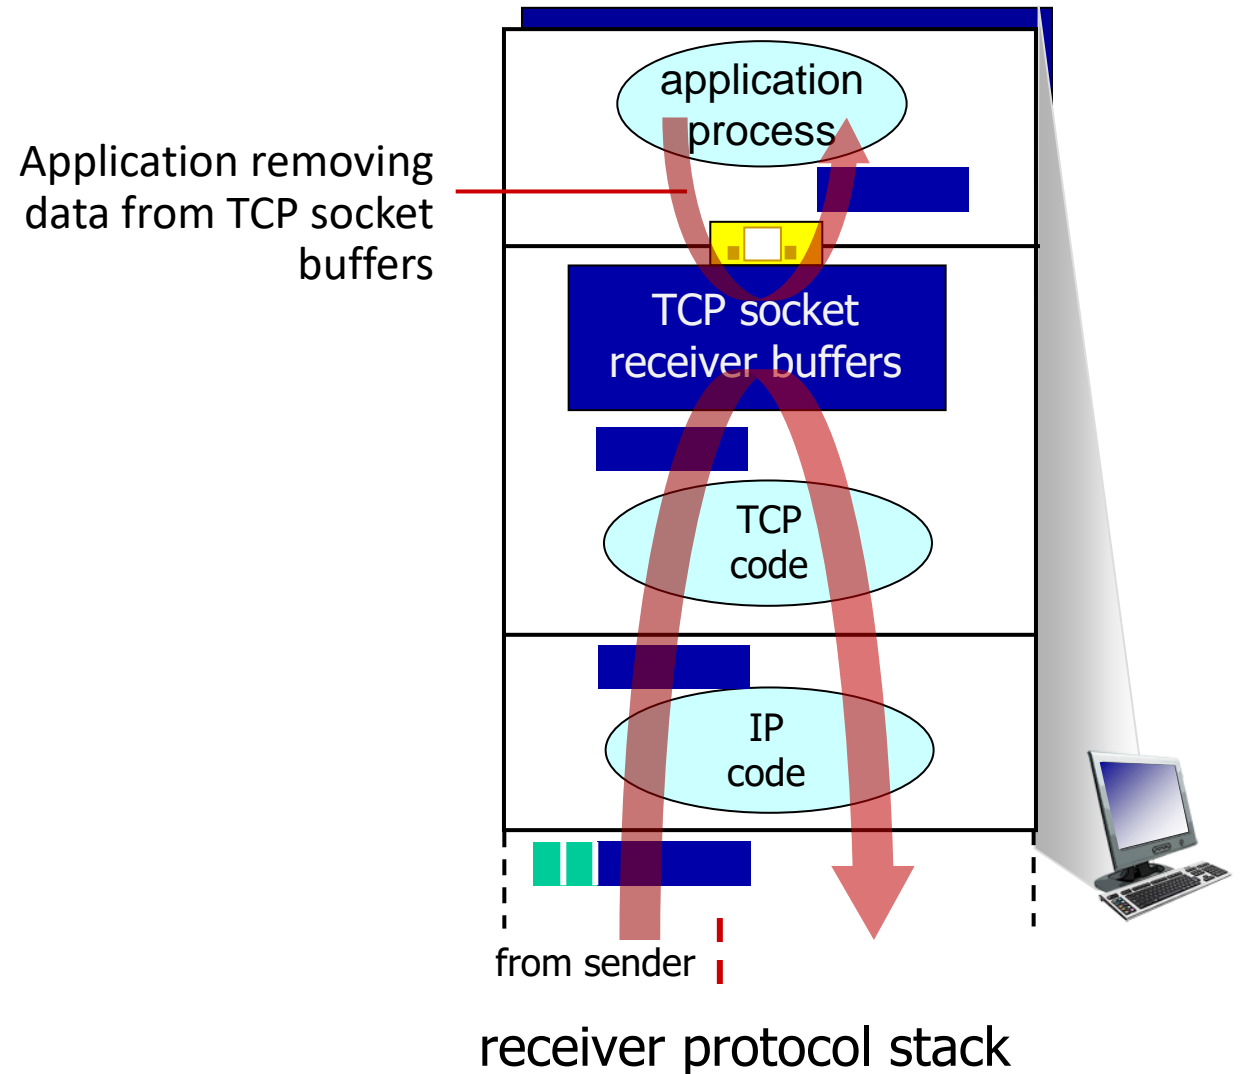 application
process
Application removing
data from TCP socket
buffers
TCP socket
receiver buffers
TCP
code
IP
code
from sender
receiver protocol stack